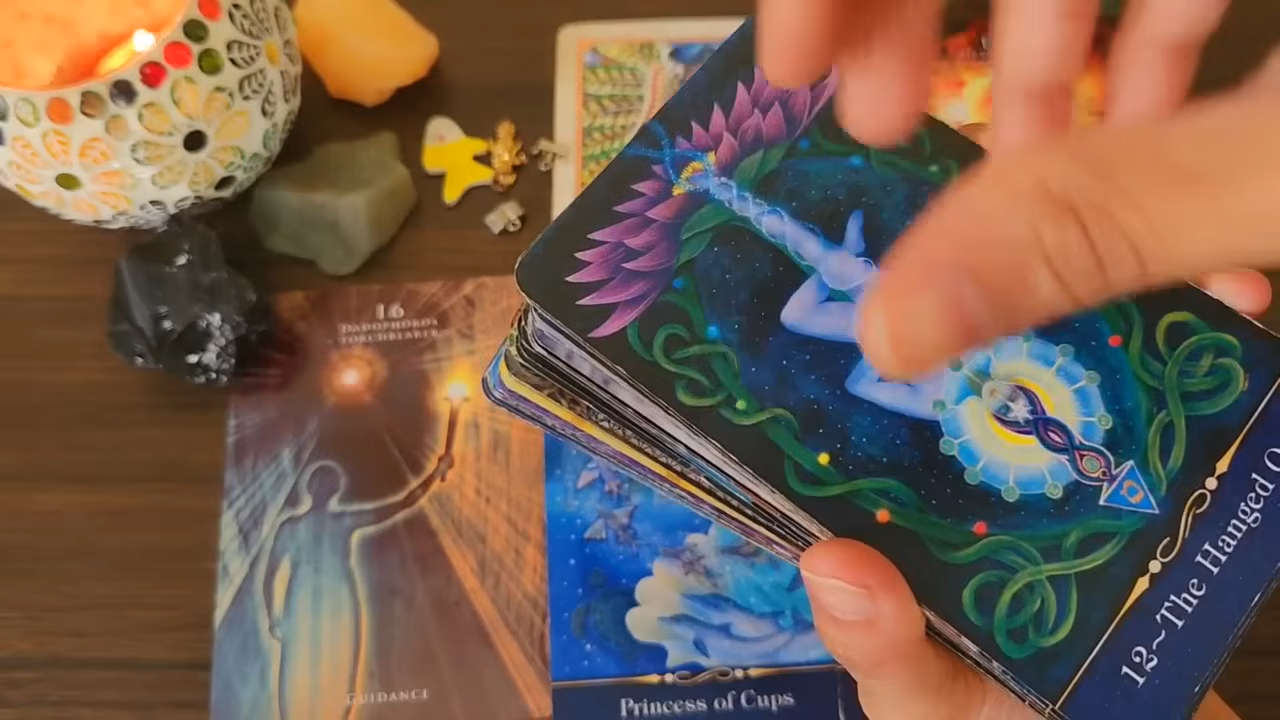 16
DADOPHOROS
TORCHBEARER
GUIDANCE
Princess of Cups
12~The Hanged O